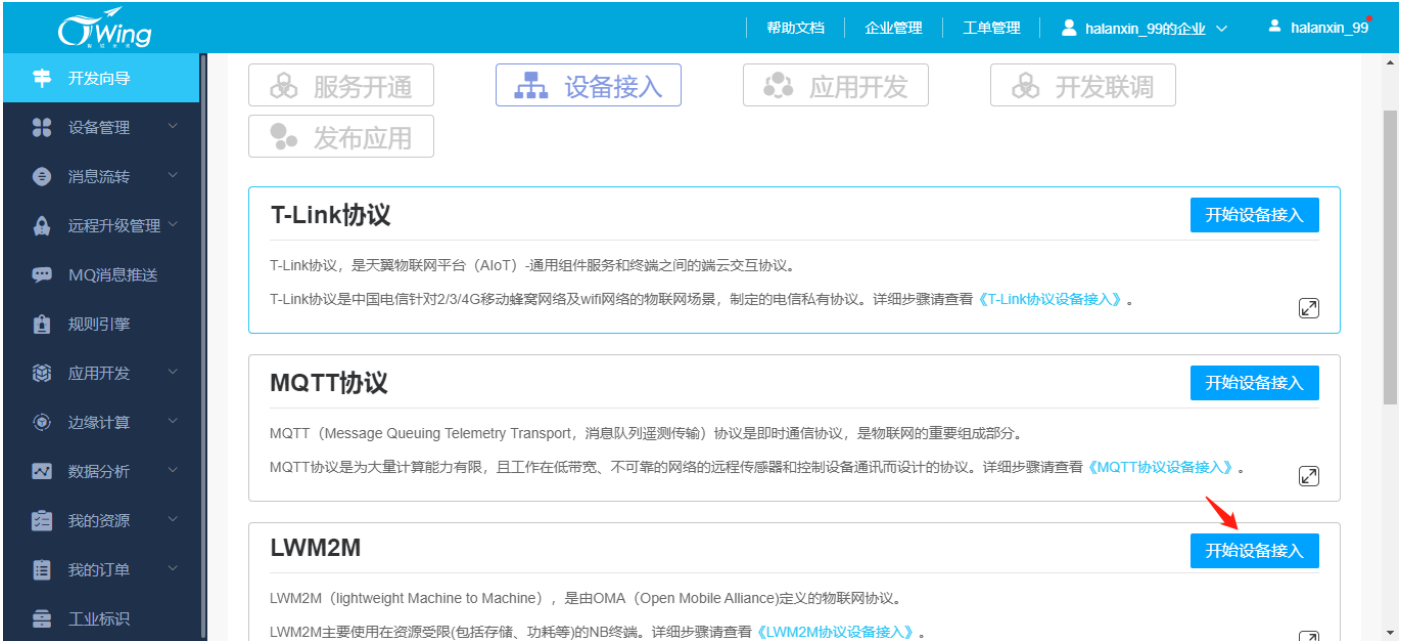 CTWing
帮助文档
企业管理
工单管理
halanxin_99的企业
halanxin_99
开发向导
设备管理
消息流转
远程升级管理
MQ消息推送
规则引擎
应用开发
边缘计算
数据分析
我的资源
我的订单
工业标识
服务开通
设备接入
应用开发
开发联调
发布应用
T-Link协议
开始设备接入
T-Link协议，是天翼物联网平台（AIoT）-通用组件服务和终端之间的端云交互协议。
T-Link协议是中国电信针对2/3/4G移动蜂窝网络及wifi网络的物联网场景，制定的电信私有协议。详细步骤请查看《T-Link协议设备接入》。
MQTT协议
开始设备接入
MQTT（Message Queuing Telemetry Transport，消息队列遥测传输）协议是即时通信协议，是物联网的重要组成部分。
MQTT协议是为大量计算能力有限，且工作在低带宽、不可靠的网络的远程传感器和控制设备通讯而设计的协议。详细步骤请查看《MQTT协议设备接入》。
LWM2M
开始设备接入
LWM2M（lightweight Machine to Machine），是由OMA（Open Mobile Alliance)定义的物联网协议。
LWM2M主要使用在资源受限(包括存储、功耗等)的NB终端。详细步骤请查看《LWM2M协议设备接入》。